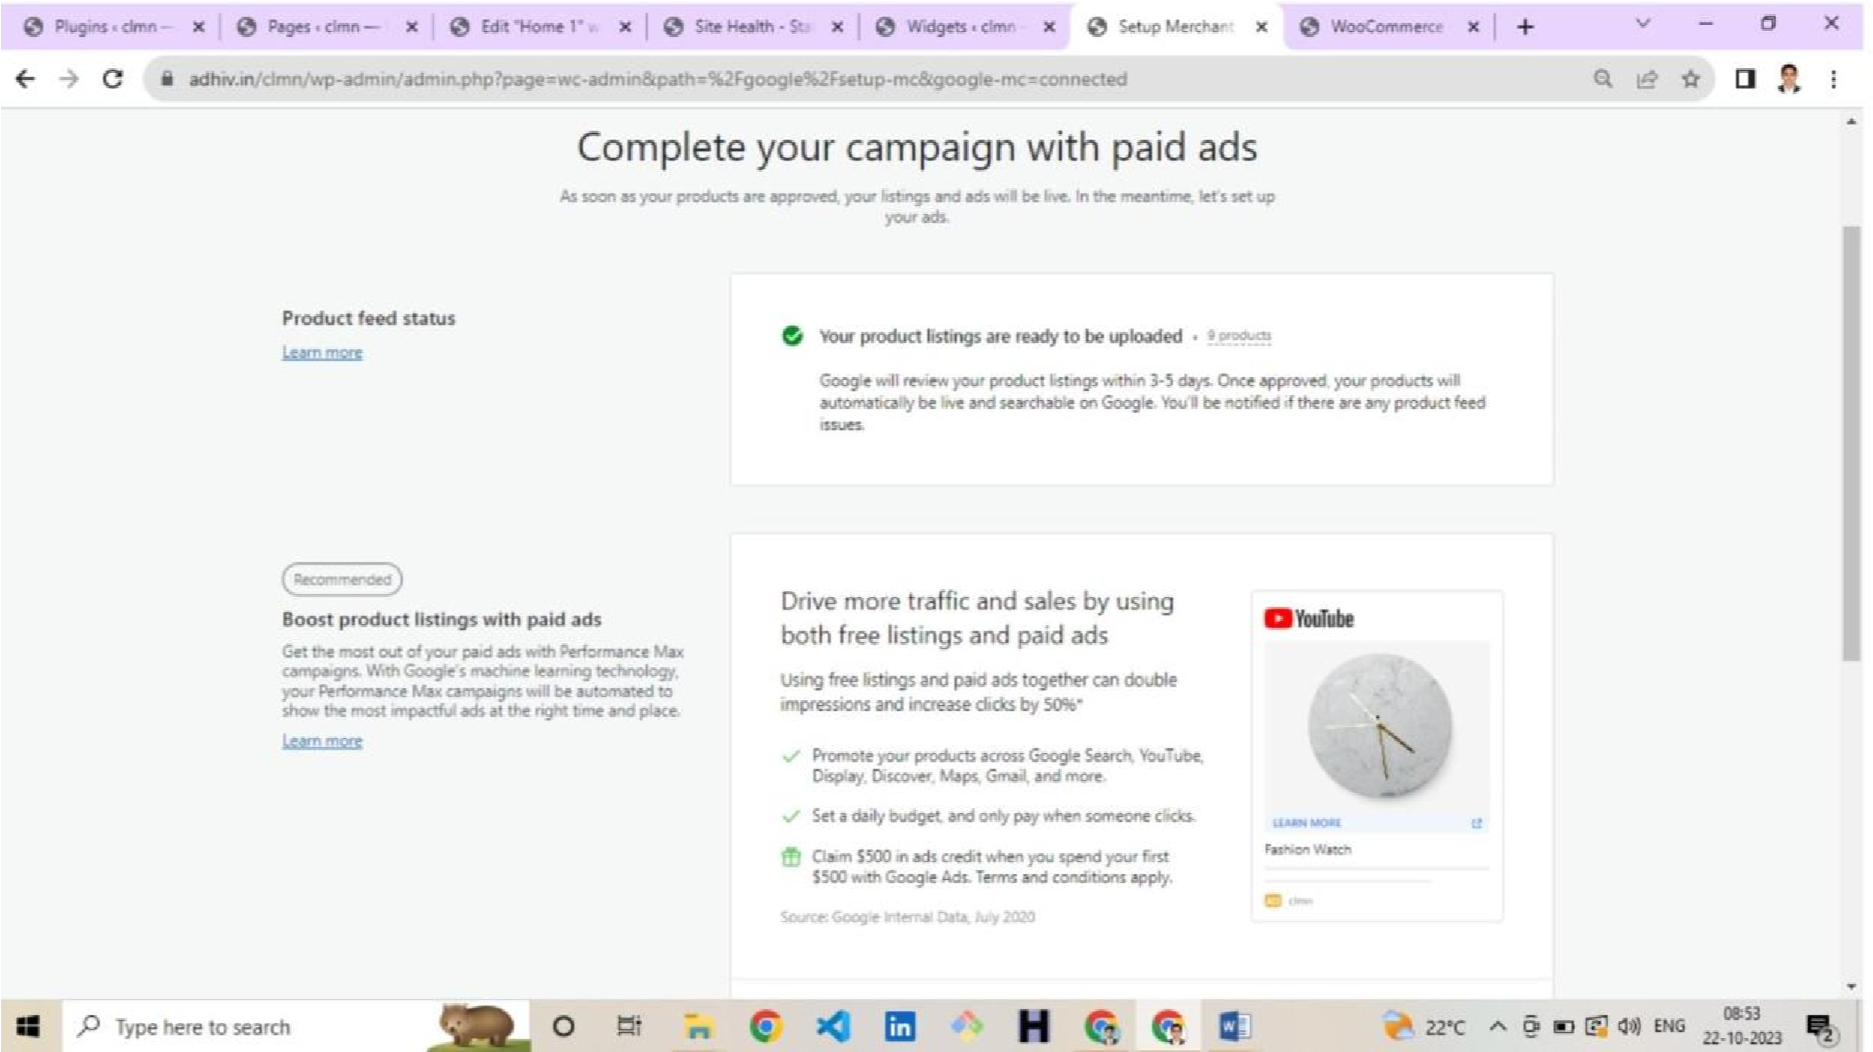 Plugins ‹ clmn —
Pages ‹ clmn —
Edit "Home 1" w
Site Health - Sta
Widgets ‹ clmn -
Setup Merchant
WooCommerce
adhiv.in/clmn/wp-admin/admin.php?page=wc-admin&path=%2Fgoogle%2Fsetup-mc&google-mc=connected
Complete your campaign with paid ads
As soon as your products are approved, your listings and ads will be live. In the meantime, let's set up
your ads.
Product feed status
Learn more
Your product listings are ready to be uploaded • 9 products
Google will review your product listings within 3-5 days. Once approved, your products will
automatically be live and searchable on Google. You'll be notified if there are any product feed
issues.
Recommended
Boost product listings with paid ads
Get the most out of your paid ads with Performance Max
campaigns. With Google's machine learning technology,
your Performance Max campaigns will be automated to
show the most impactful ads at the right time and place.
Learn more
Drive more traffic and sales by using
both free listings and paid ads
Using free listings and paid ads together can double
impressions and increase clicks by 50%*
Promote your products across Google Search, YouTube,
Display, Discover, Maps, Gmail, and more.
Set a daily budget, and only pay when someone clicks.
Claim $500 in ads credit when you spend your first
$500 with Google Ads. Terms and conditions apply.
Source: Google Internal Data, July 2020
YouTube
LEARN MORE
Fashion Watch
AD clmn
Type here to search
in
H
W
22°C
ENG
08:53
22-10-2023
2